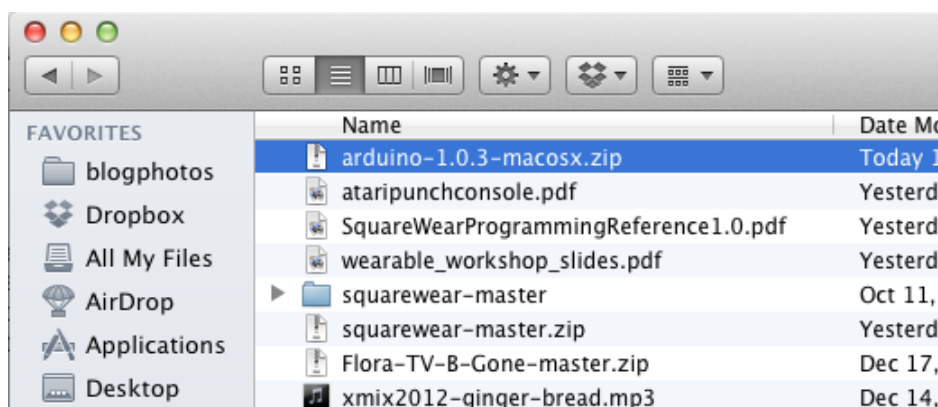 FAVORITES
blogphotos
Dropbox
All My Files
AirDrop
Applications
Desktop
Name Date Mo
arduino-1.0.3-macosx.zip Today 1
ataripunchconsole.pdf Yesterd
SquareWearProgrammingReference1.0.pdf Yesterd
wearable_workshop_slides.pdf Yesterd
squarewear-master Oct 11,
squarewear-master.zip Yesterd
Flora-TV-B-Gone-master.zip Dec 17,
xmix2012-ginger-bread.mp3 Dec 14,